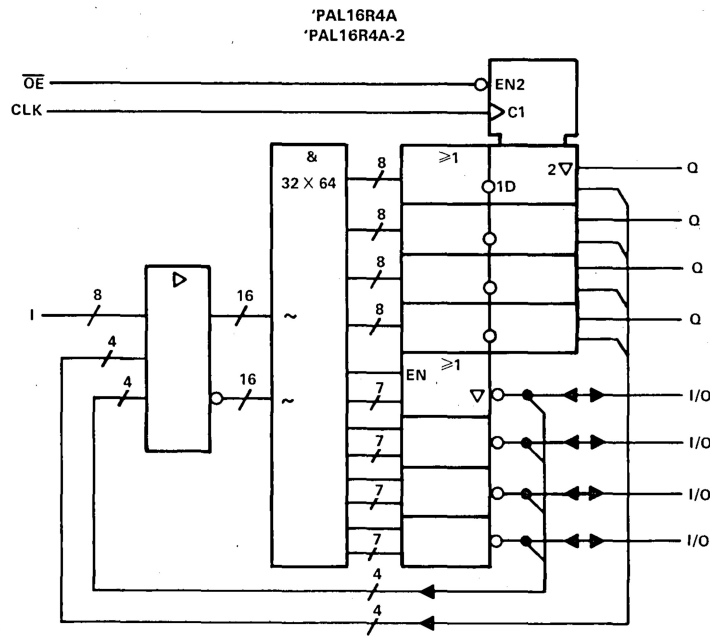 'PAL16R4A
'PAL16R4A-2
OE
EN2
CLK
C1
&
≥1
32 X 64
8
2▽
Q
1D
8
Q
8
Q
8
16
8
Q
I
~
4
≥1
EN
4
16
~
7
▽
I/O
7
I/O
7
I/O
7
I/O
4
4